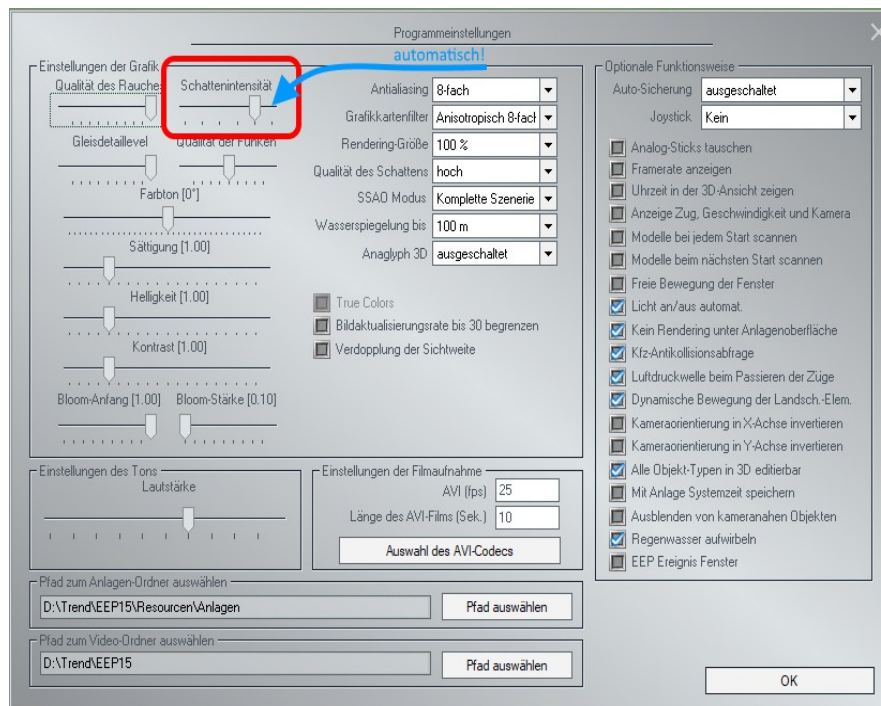 Programmeinstellungen
automatisch!
Einstellungen der Grafik
Qualität des Rauches
Schattenintensität
Gleisdetaillevel
Qualität der Funken
Farbton [0°]
Sättigung [1.00]
Helligkeit [1.00]
Kontrast [1.00]
Bloom-Anfang [1.00]
Bloom-Stärke [0.10]
Antialiasing 8-fach
Grafikkartenfilter Anisotropisch 8-fach
Rendering-Größe 100 %
Qualität des Schattens hoch
SSAO Modus Komplette Szenerie
Wasserspiegelung bis 100 m
Anaglyph 3D ausgeschaltet
True Colors
Bildaktualisierungsrate bis 30 begrenzen
Verdopplung der Sichtweite
Optionale Funktionsweise
Auto-Sicherung ausgeschaltet
Joystick Kein
Analog-Sticks tauschen
Framerate anzeigen
Uhrzeit in der 3D-Ansicht zeigen
Anzeige Zug, Geschwindigkeit und Kamera
Modelle bei jedem Start scannen
Modelle beim nächsten Start scannen
Freie Bewegung der Fenster
Licht an/aus automat.
Kein Rendering unter Anlagenoberfläche
Kfz-Antikollisionsabfrage
Luftdruckwelle beim Passieren der Züge
Dynamische Bewegung der Landsch.-Elem.
Kameraorientierung in X-Achse invertieren
Kameraorientierung in Y-Achse invertieren
Alle Objekt-Typen in 3D editierbar
Mit Anlage Systemzeit speichern
Ausblenden von kameranahen Objekten
Regenwasser aufwirbeln
EEP Ereignis Fenster
Einstellungen des Tons
Lautstärke
Einstellungen der Filmaufnahme
AVI (fps) 25
Länge des AVI-Films (Sek.) 10
Auswahl des AVI-Codecs
Pfad zum Anlagen-Ordner auswählen
D:\Trend\EEP15\Resourcen\Anlagen
Pfad auswählen
Pfad zum Video-Ordner auswählen
D:\Trend\EEP15
Pfad auswählen
OK